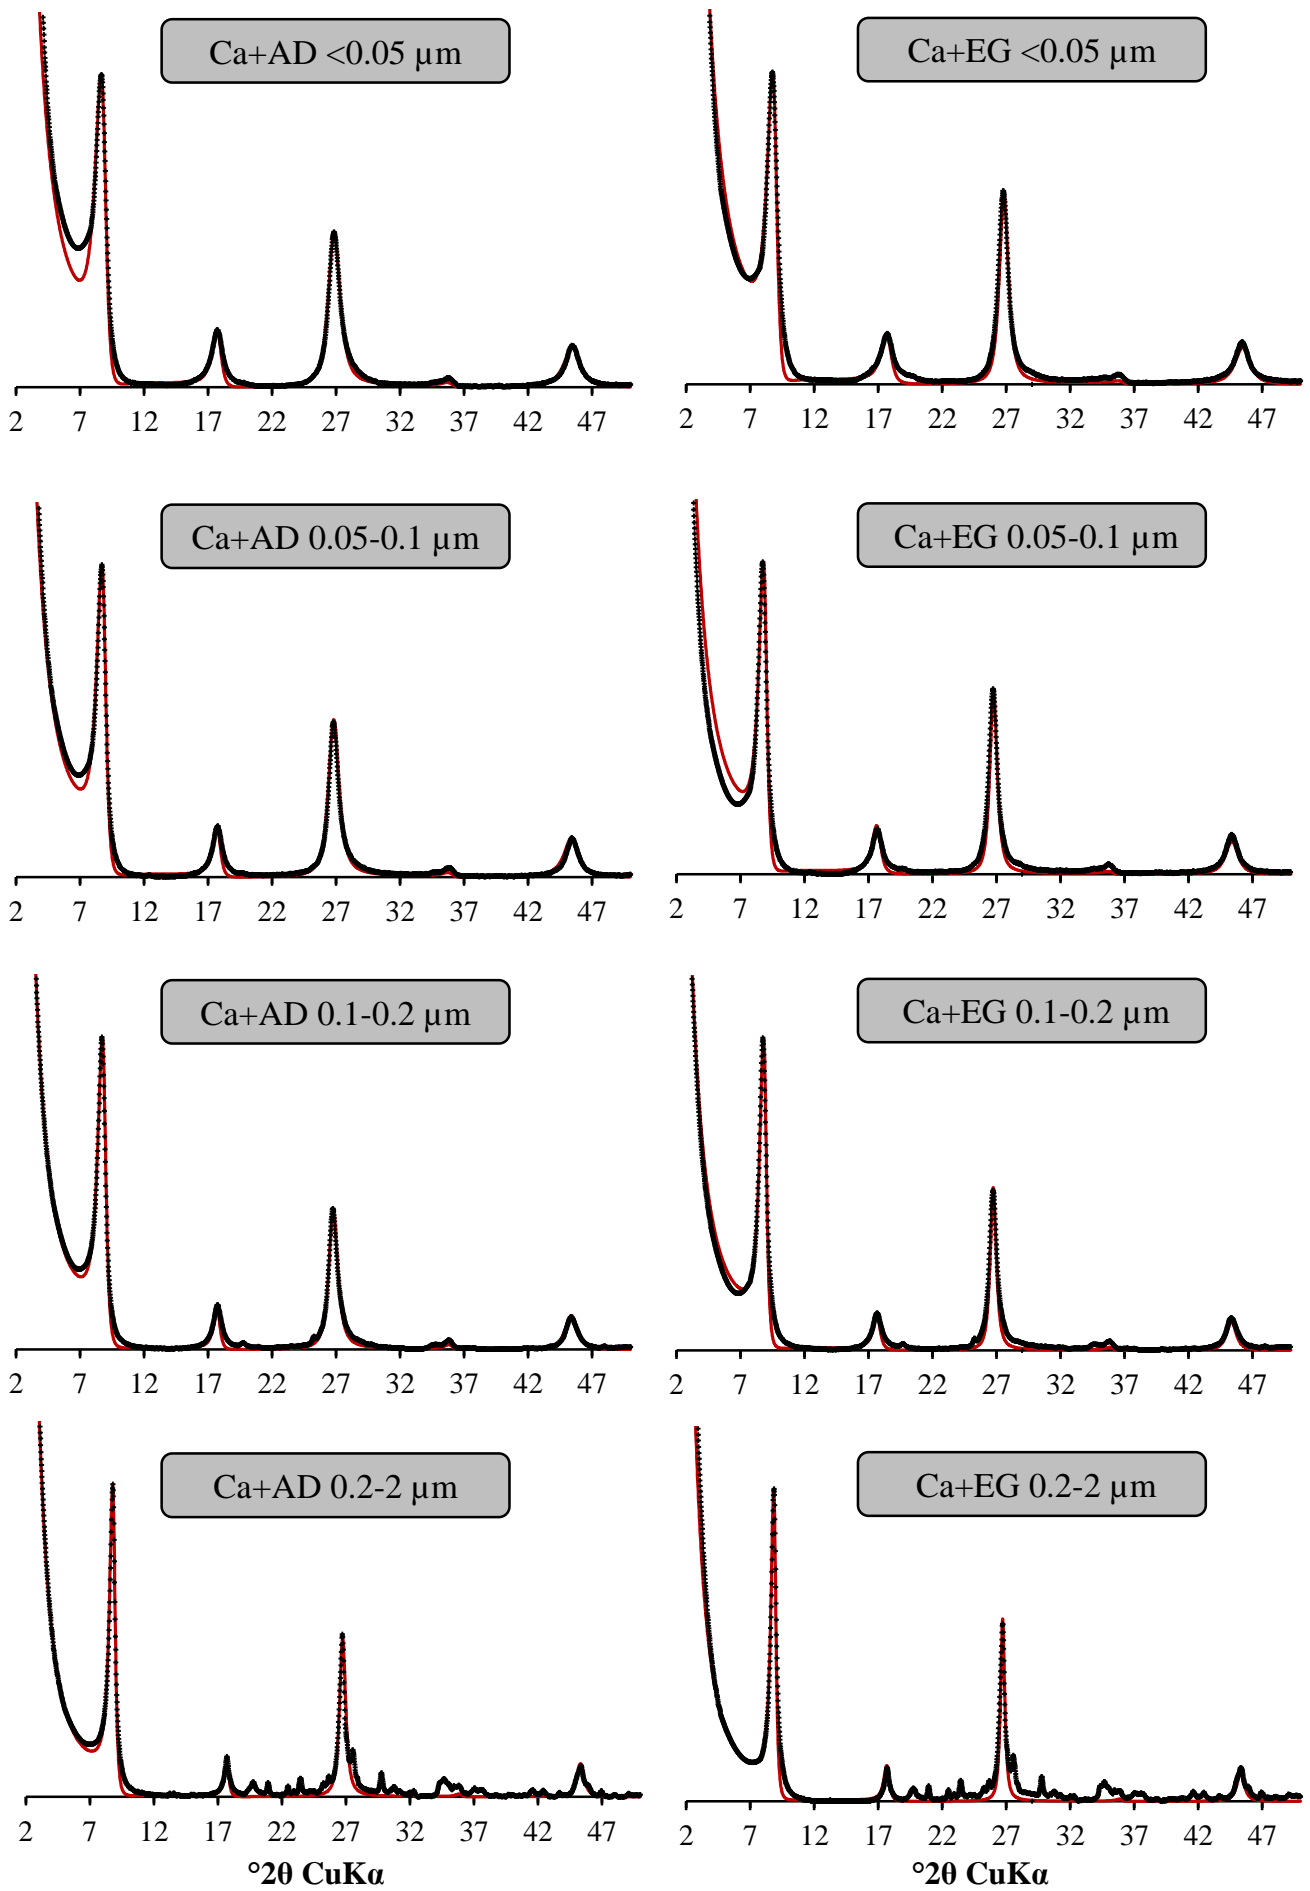 Ca+AD <0.05 µm
Ca+EG <0.05 µm
2 7 12 17 22 27 32 37 42 47
2 7 12 17 22 27 32 37 42 47
Ca+AD 0.05-0.1 µm
Ca+EG 0.05-0.1 µm
2 7 12 17 22 27 32 37 42 47
2 7 12 17 22 27 32 37 42 47
Ca+AD 0.1-0.2 µm
Ca+EG 0.1-0.2 µm
2 7 12 17 22 27 32 37 42 47
2 7 12 17 22 27 32 37 42 47
Ca+AD 0.2-2 µm
Ca+EG 0.2-2 µm
2 7 12 17 22 27 32 37 42 47
2 7 12 17 22 27 32 37 42 47
°2θ CuKα
°2θ CuKα